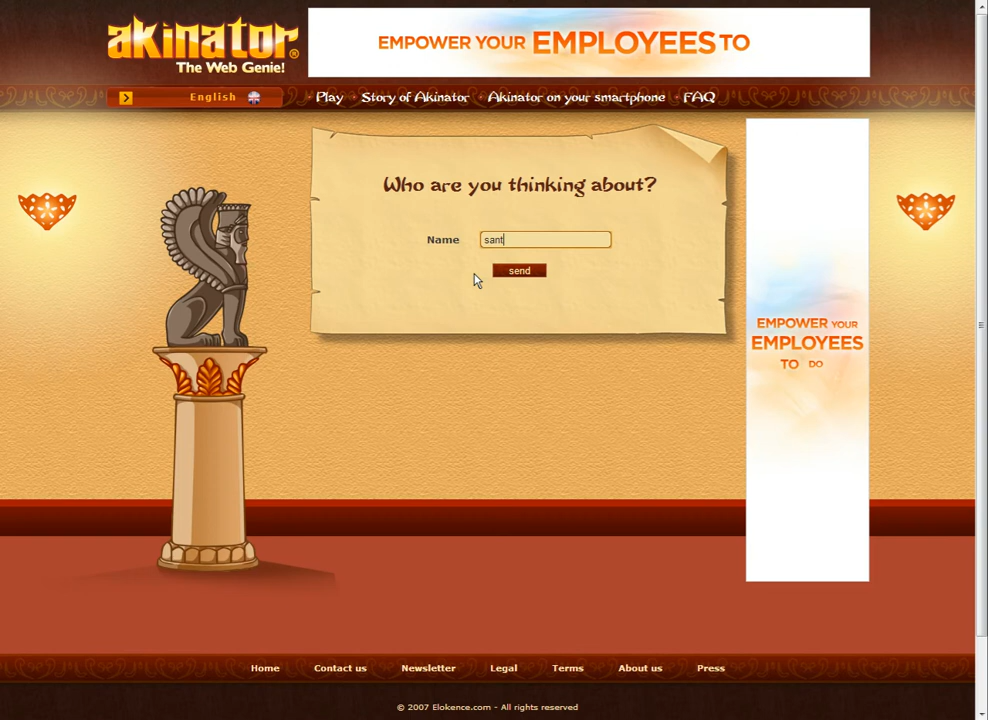 akinator®
The Web Genie!
EMPOWER YOUR EMPLOYEES TO
English
Play Story of Akinator Akinator on your smartphone FAQ
Who are you thinking about?
Name sant
send
EMPOWER YOUR
EMPLOYEES
TO DO
Home Contact us Newsletter Legal Terms About us Press
© 2007 Elokence.com - All rights reserved